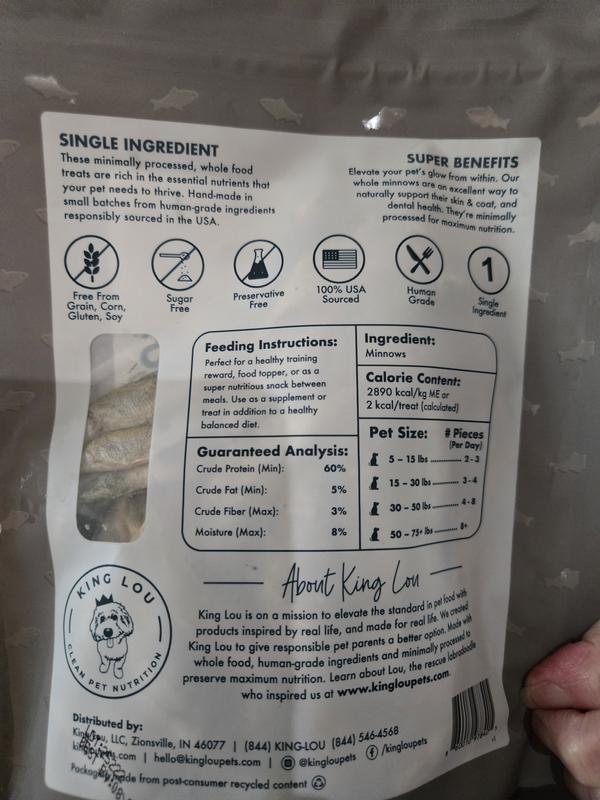 SINGLE INGREDIENT
These minimally processed, whole food
treats are rich in the essential nutrients that
your pet needs to thrive. Hand-made in
small batches from human-grade ingredients
responsibly sourced in the USA.
SUPER BENEFITS
Elevate your pet's glow from within. Our
whole minnows are an excellent way to
naturally support their skin & coat, and
dental health. They're minimally
processed for maximum nutrition.
Free From
Grain, Corn,
Gluten, Soy
Sugar
Free
Preservative
Free
100% USA
Sourced
Human
Grade
1
Single
Ingredient
Feeding Instructions:
Perfect for a healthy training
reward, food topper, or as a
super nutritious snack between
meals. Use as a supplement or
treat in addition to a healthy
balanced diet.
Guaranteed Analysis:
Crude Protein (Min): 60%
Crude Fat (Min): 5%
Crude Fiber (Max): 3%
Moisture (Max): 8%
Ingredient:
Minnows
Calorie Content:
2890 kcal/kg ME or
2 kcal/treat (calculated)
Pet Size: # Pieces
(Per Day)
5 – 15 lbs ............ 2-3
15 – 30 lbs ........... 3-4
30 – 50 lbs ........... 4-8
50 – 75+ lbs ......... 8+
About King Lou
King Lou is on a mission to elevate the standard in pet food with
products inspired by real life, and made for real life. We created
King Lou to give responsible pet parents a better option. Made with
whole food, human-grade ingredients and minimally processed to
preserve maximum nutrition. Learn about Lou, the rescue labradoodle
who inspired us at www.kingloupets.com.
KING LOU
CLEAN PET NUTRITION
Distributed by:
King Lou, LLC, Zionsville, IN 46077 | (844) KING-LOU (844) 546-4568
kingloupets.com | hello@kingloupets.com | @kingloupets /kingloupets
Packaging made from post-consumer recycled content